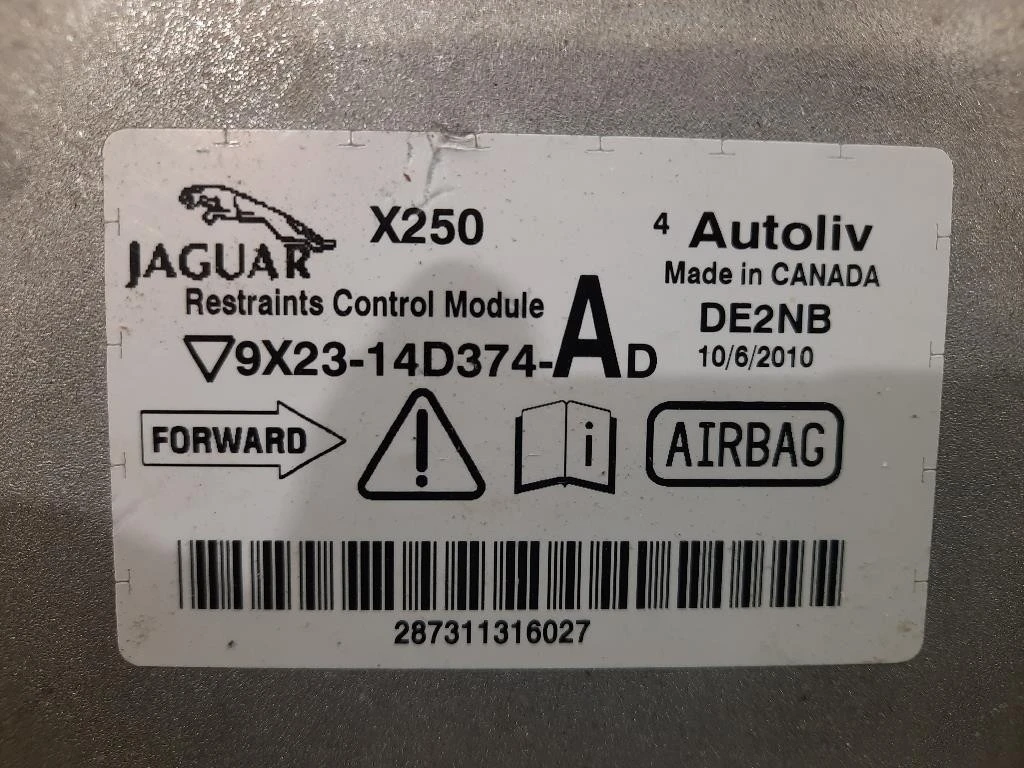 JAGUAR
X250
4 Autoliv
Made in CANADA
Restraints Control Module
DE2NB
9X23-14D374-AD
10/6/2010
FORWARD
!
i
AIRBAG
287311316027